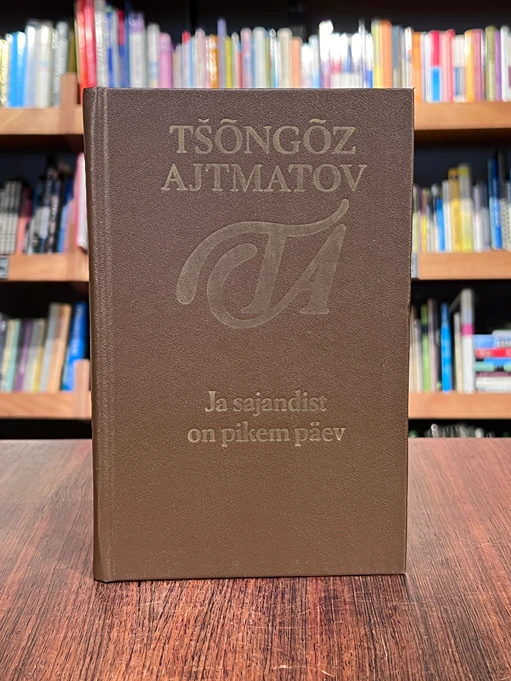 TŠÕNGÕZ
AJTMATOV
TA
Ja sajandist
on pikem päev